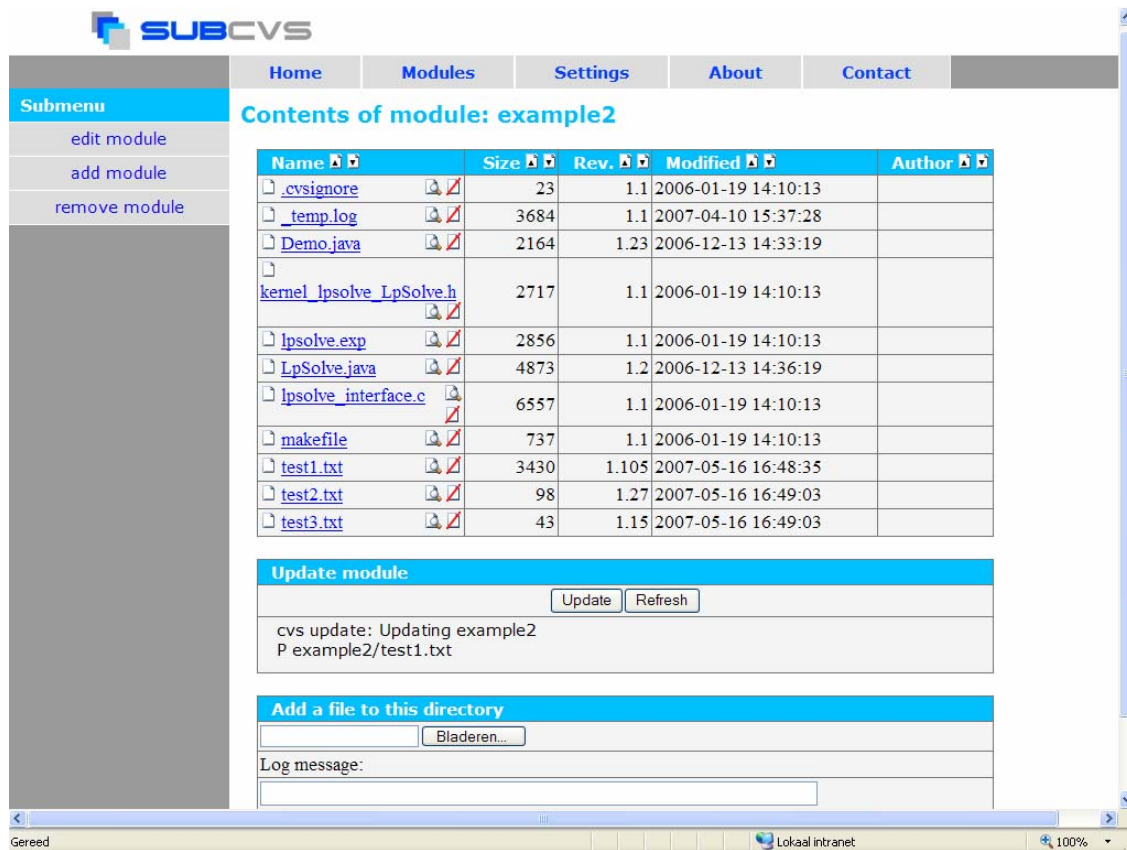 SUBCVS
Home Modules Settings About Contact
Submenu
edit module
add module
remove module
Contents of module: example2
Name Size Rev. Modified Author
.cvsignore 23 1.1 2006-01-19 14:10:13
_temp.log 3684 1.1 2007-04-10 15:37:28
Demo.java 2164 1.23 2006-12-13 14:33:19
kernel_lpsolve_LpSolve.h 2717 1.1 2006-01-19 14:10:13
lpsolve.exp 2856 1.1 2006-01-19 14:10:13
LpSolve.java 4873 1.2 2006-12-13 14:36:19
lpsolve_interface.c 6557 1.1 2006-01-19 14:10:13
makefile 737 1.1 2006-01-19 14:10:13
test1.txt 3430 1.105 2007-05-16 16:48:35
test2.txt 98 1.27 2007-05-16 16:49:03
test3.txt 43 1.15 2007-05-16 16:49:03
Update module
Update Refresh
cvs update: Updating example2
P example2/test1.txt
Add a file to this directory
Bladeren...
Log message:
Gereed Lokaal intranet 100%